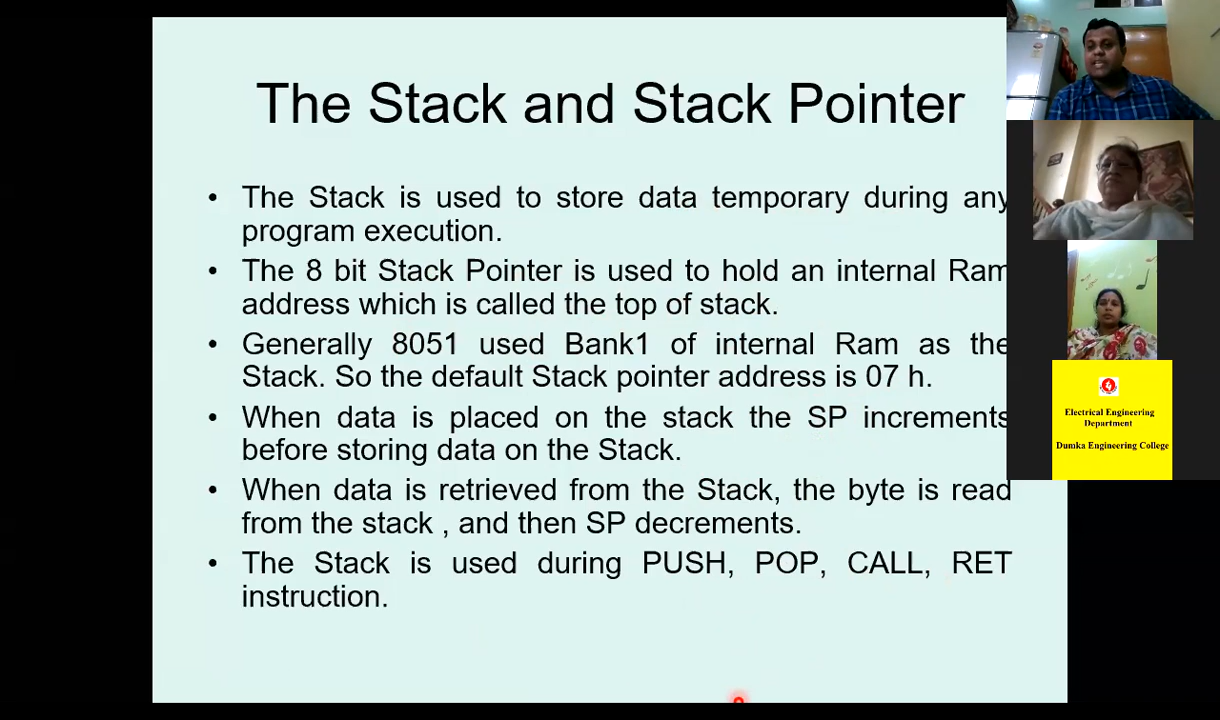 The Stack and Stack Pointer
• The Stack is used to store data temporary during any
program execution.
• The 8 bit Stack Pointer is used to hold an internal Ram
address which is called the top of stack.
• Generally 8051 used Bank1 of internal Ram as the
Stack. So the default Stack pointer address is 07 h.
• When data is placed on the stack the SP increments
before storing data on the Stack.
• When data is retrieved from the Stack, the byte is read
from the stack , and then SP decrements.
• The Stack is used during PUSH, POP, CALL, RET
instruction.
Electrical Engineering
Department
Dumka Engineering College